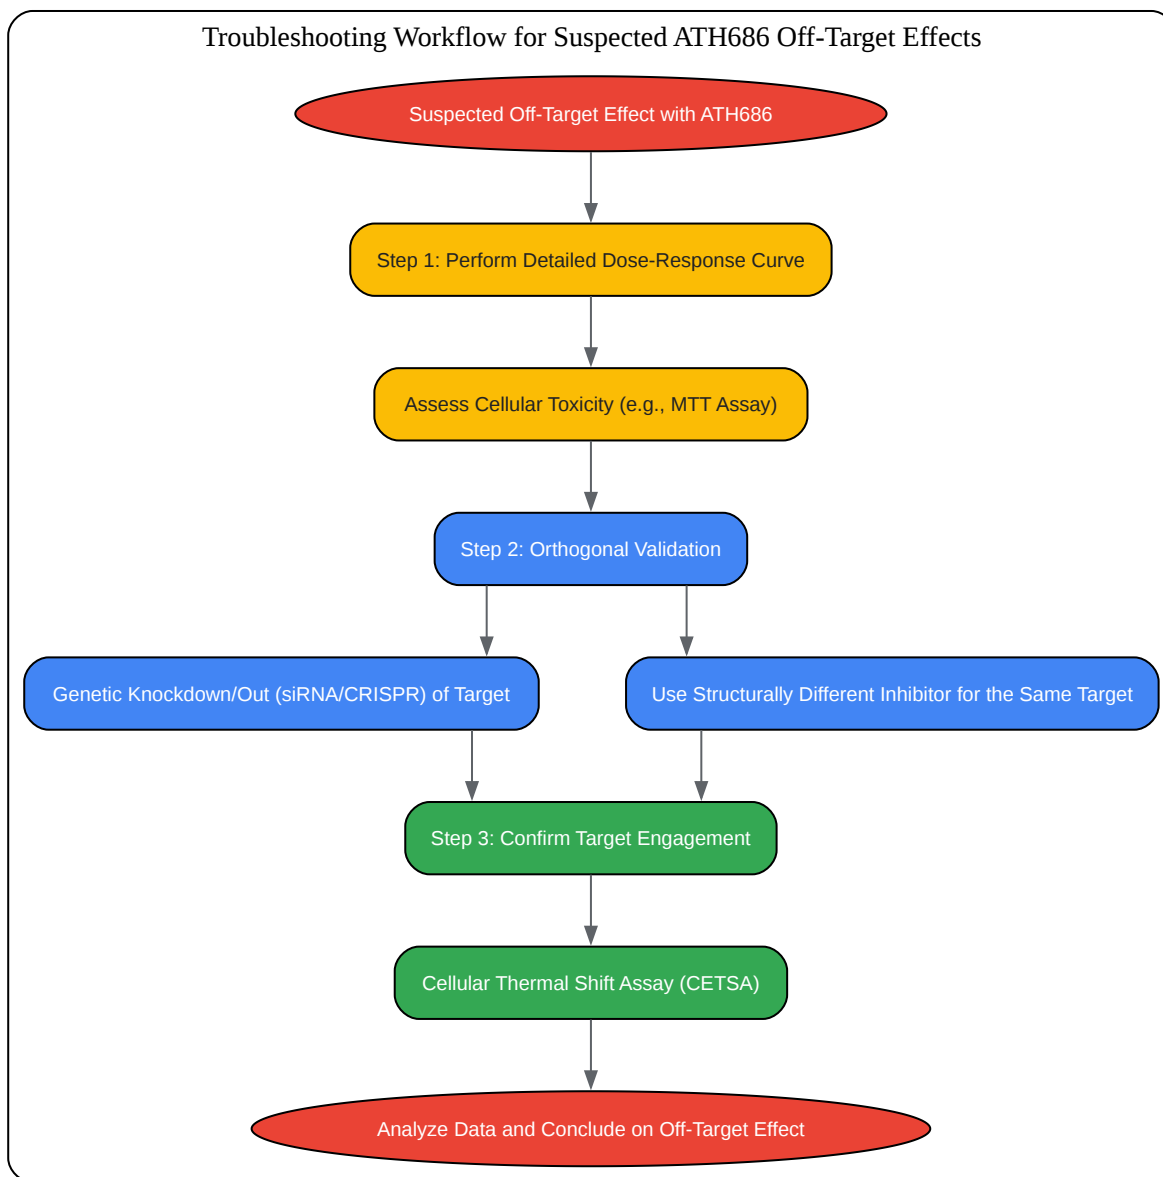 Troubleshooting Workflow for Suspected ATH686 Off-Target Effects
Suspected Off-Target Effect with ATH686
Step 1: Perform Detailed Dose-Response Curve
Assess Cellular Toxicity (e.g., MTT Assay)
Step 2: Orthogonal Validation
Genetic Knockdown/Out (siRNA/CRISPR) of Target
Use Structurally Different Inhibitor for the Same Target
Step 3: Confirm Target Engagement
Cellular Thermal Shift Assay (CETSA)
Analyze Data and Conclude on Off-Target Effect